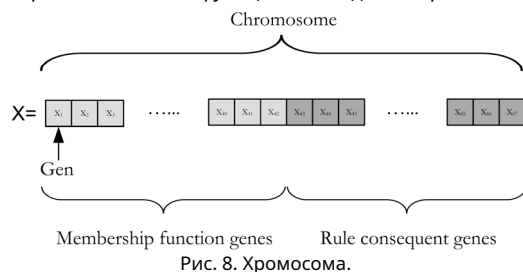 Chromosome
X= X1 X2 X3 ...... X40 X41 X42 X43 X44 X45 ...... X65 X66 X67
Gen
Membership function genes Rule consequent genes
Рис. 8. Хромосома.